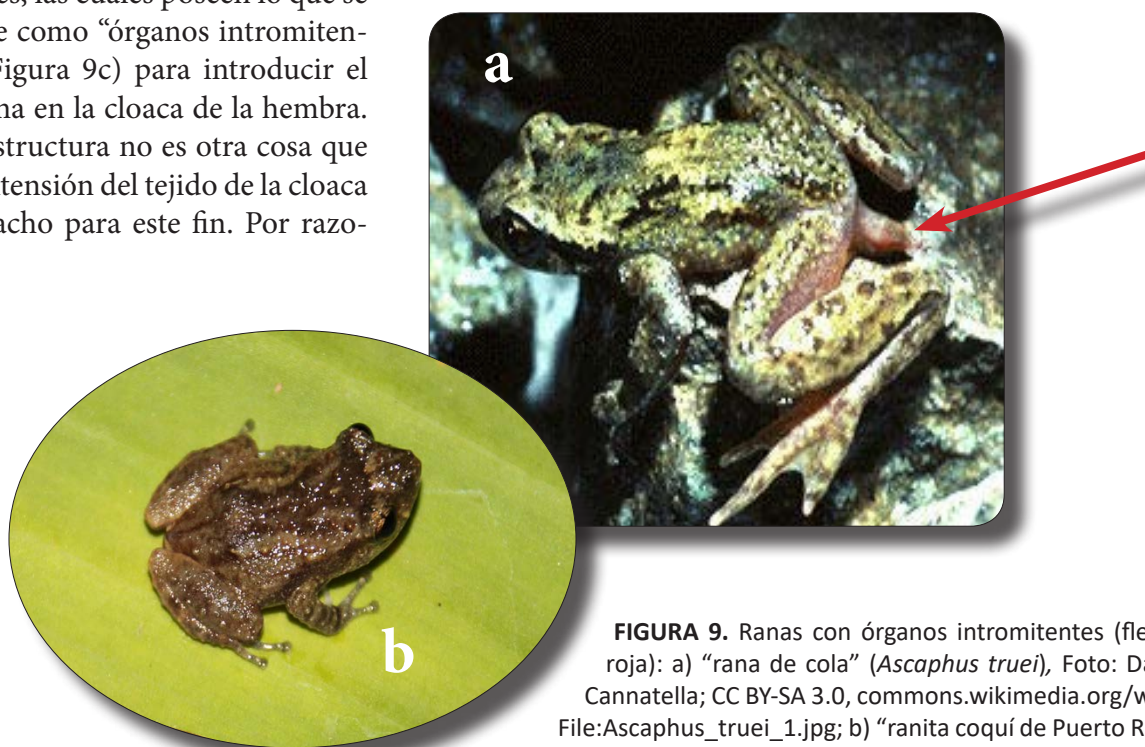 es, las cuales poseen lo que se
e como “órganos intromiten-
igura 9c) para introducir el
na en la cloaca de la hembra.
structura no es otra cosa que
tensión del tejido de la cloaca
acho para este fin. Por razo-
a
b
FIGURA 9. Ranas con órganos intromitentes (fle
roja): a) “rana de cola” (Ascaphus truei), Foto: Da
Cannatella; CC BY-SA 3.0, commons.wikimedia.org/w
File:Ascaphus_truei_1.jpg; b) “ranita coquí de Puerto R